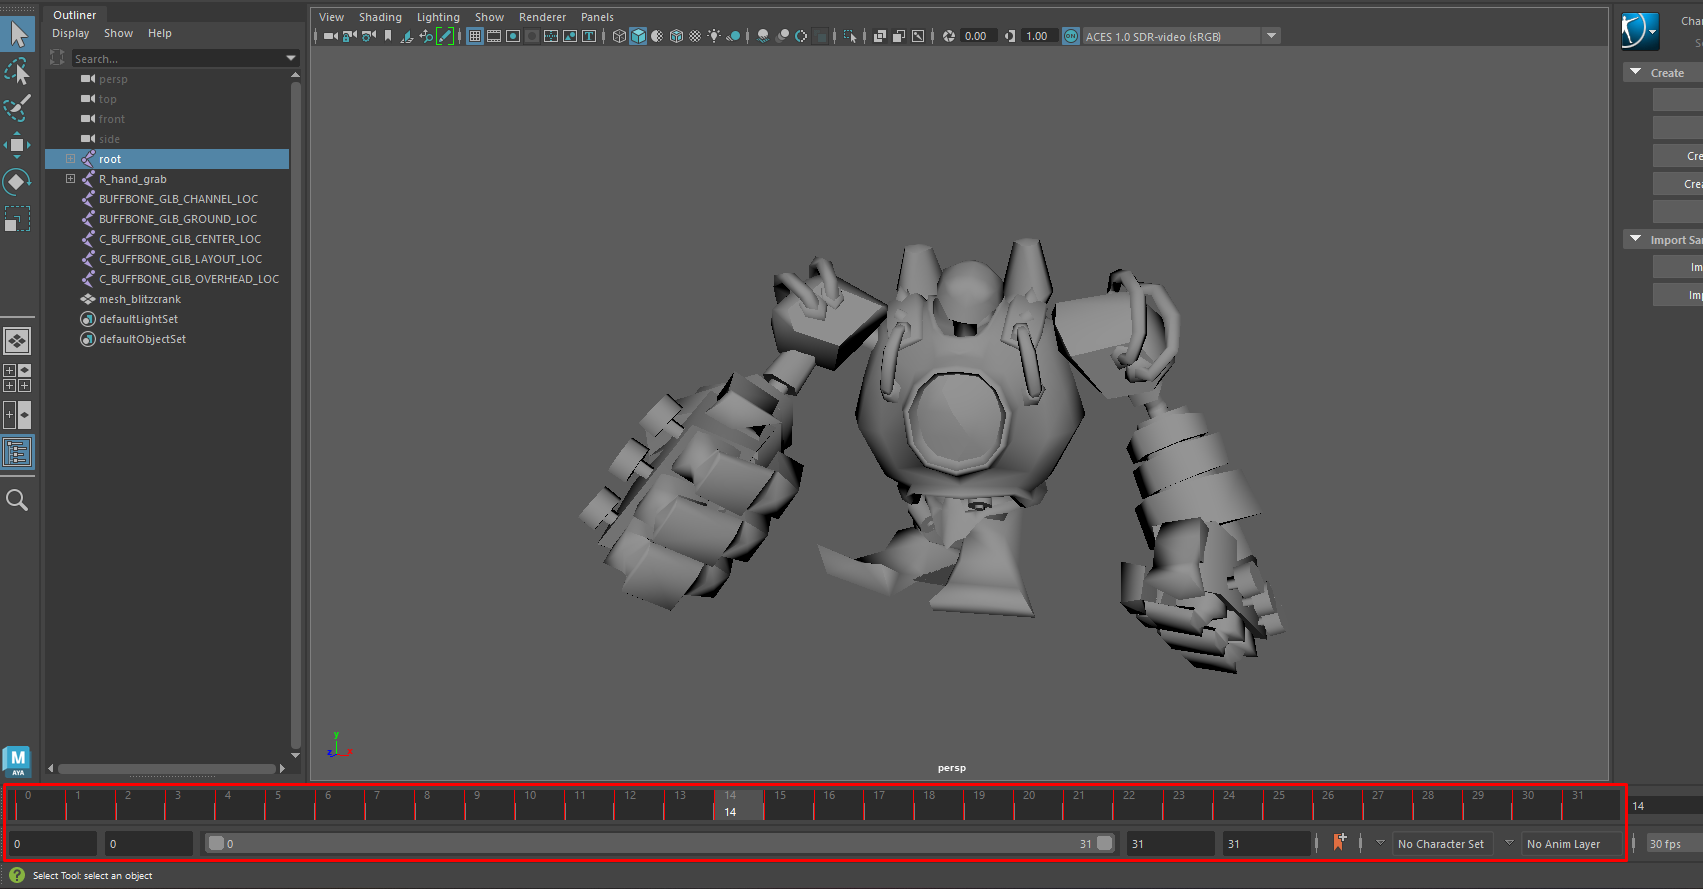 Outliner
Display Show Help
Search...
persp
top
front
side
root
R_hand_grab
BUFFBONE_GLB_CHANNEL_LOC
BUFFBONE_GLB_GROUND_LOC
C_BUFFBONE_GLB_CENTER_LOC
C_BUFFBONE_GLB_LAYOUT_LOC
C_BUFFBONE_GLB_OVERHEAD_LOC
mesh_blitzcrank
defaultLightSet
defaultObjectSet
View Shading Lighting Show Renderer Panels
0.00 1.00 ON ACES 1.0 SDR-video (sRGB)
y
z x
persp
Cha
Se
Create
Cre
Crea
Import Sa
Im
Imp
M
AYA
0 1 2 3 4 5 6 7 8 9 10 11 12 13 14 15 16 17 18 19 20 21 22 23 24 25 26 27 28 29 30 31
14
14
0 0 0 31 31 31 No Character Set No Anim Layer 30 fps
? Select Tool: select an object